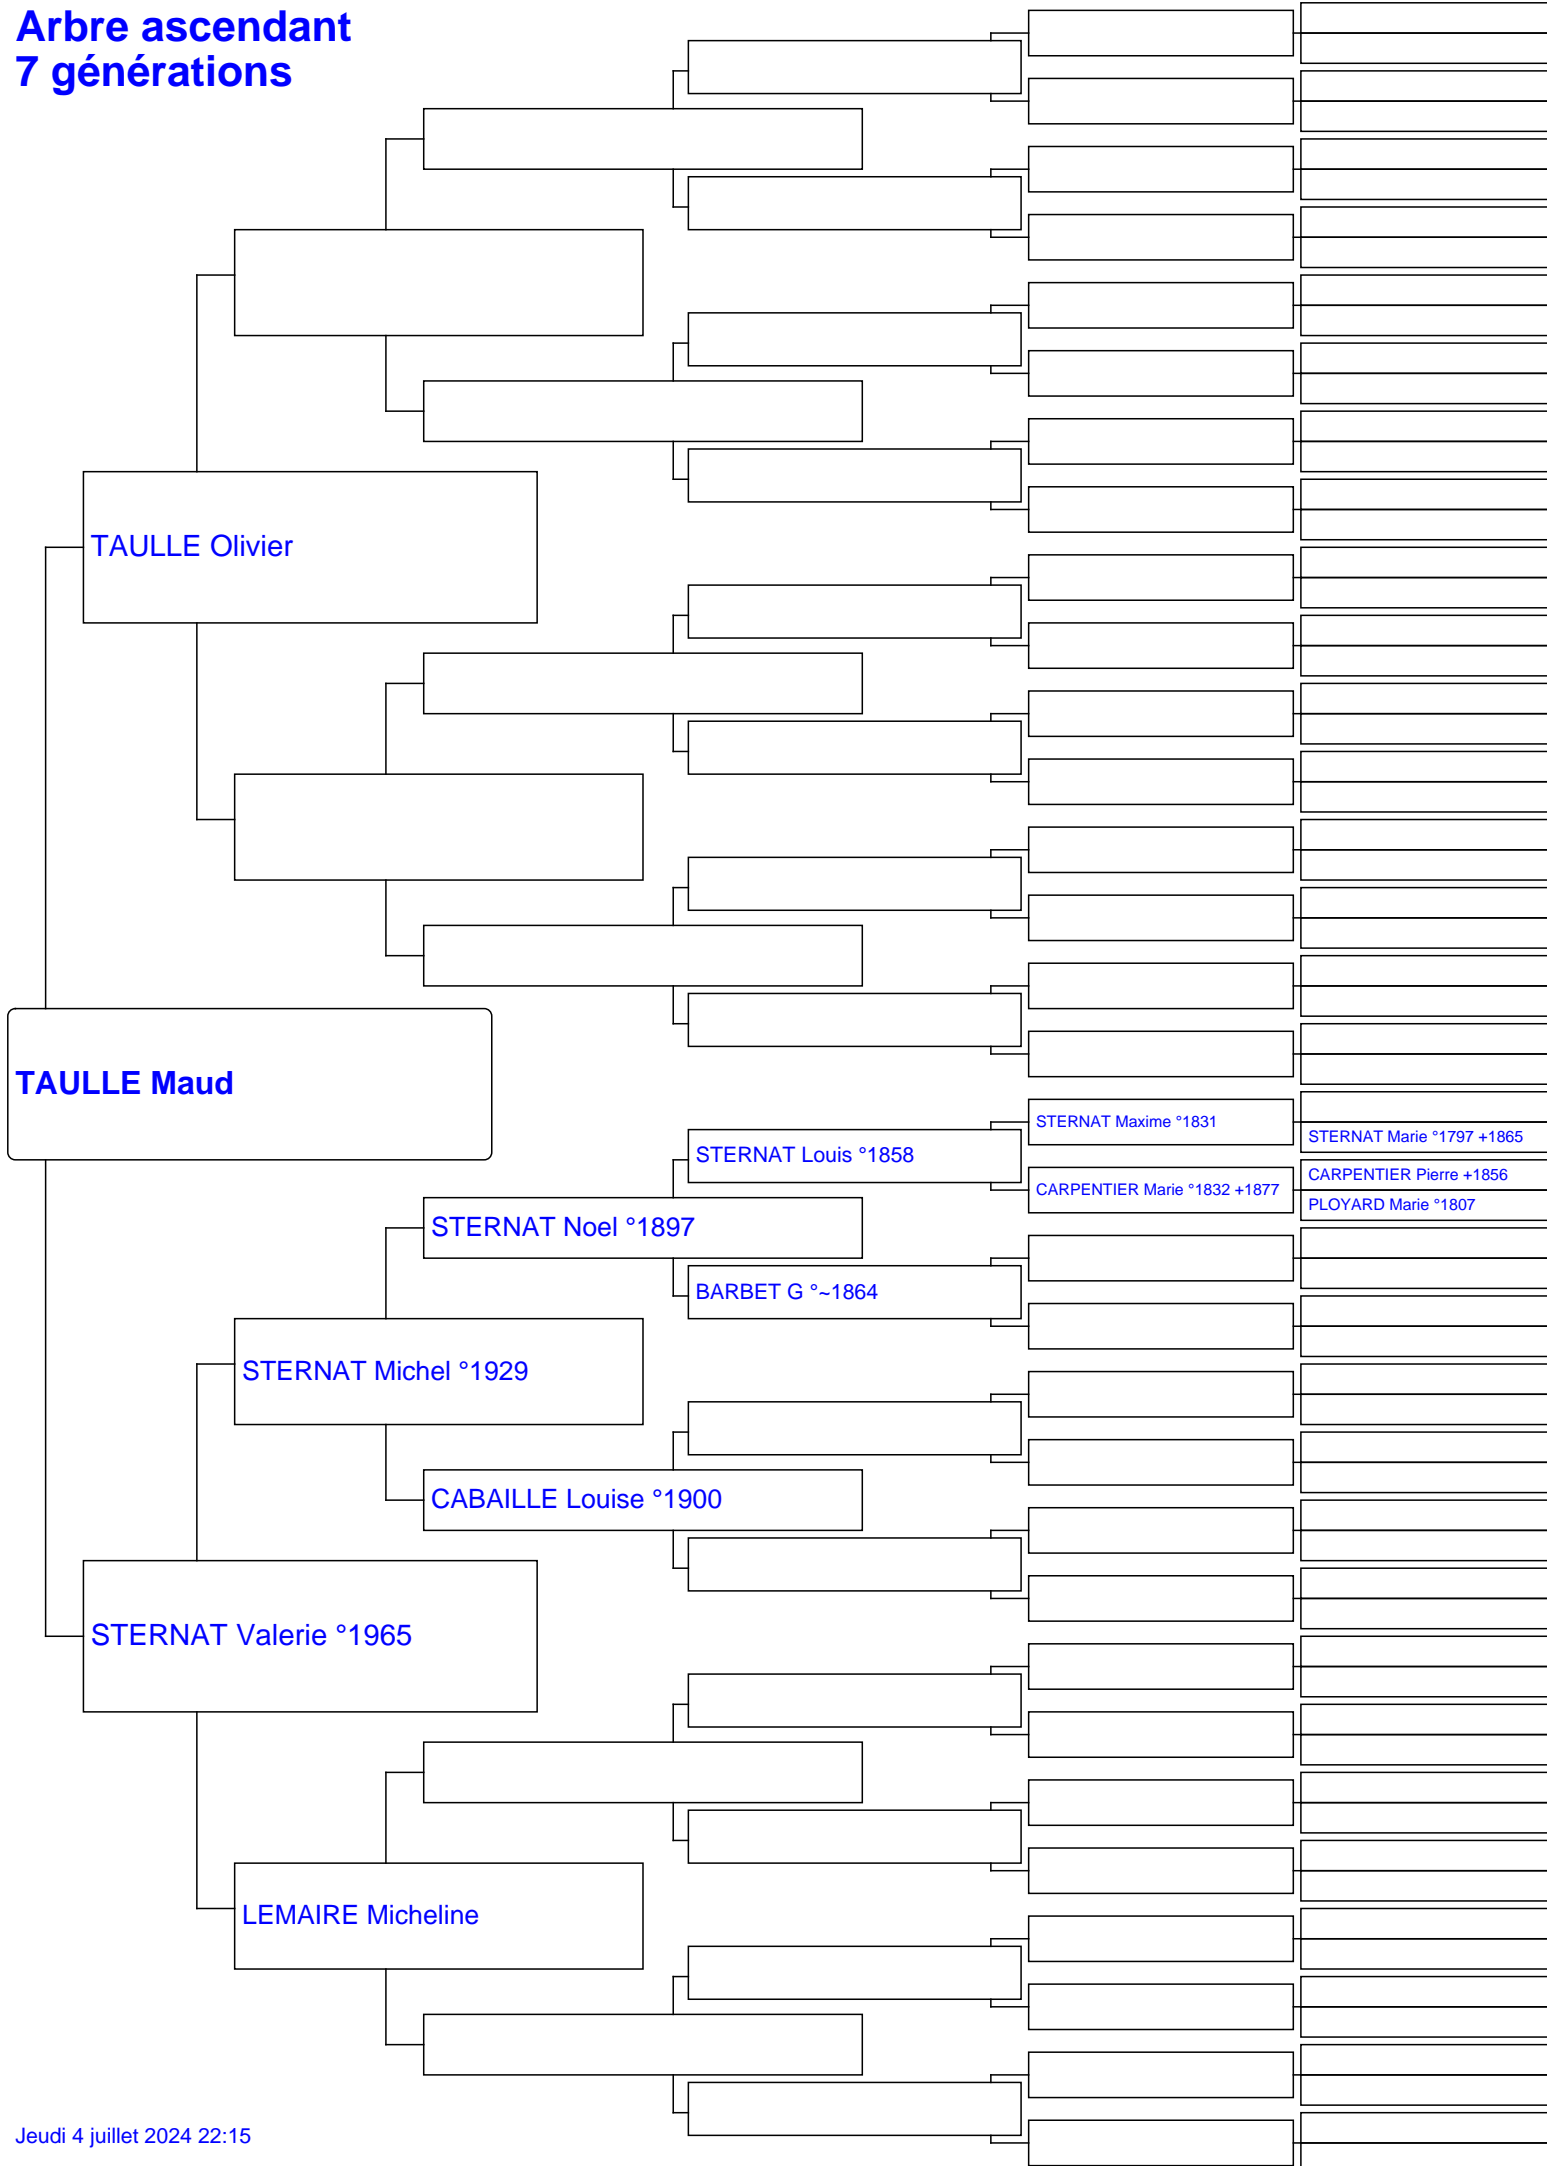 Arbre ascendant
7 générations
TAULLE Olivier
TAULLE Maud
STERNAT Maxime °1831
STERNAT Marie °1797 +1865
STERNAT Louis °1858
CARPENTIER Pierre +1856
CARPENTIER Marie °1832 +1877
PLOYARD Marie °1807
STERNAT Noel °1897
BARBET G °~1864
STERNAT Michel °1929
CABAILLE Louise °1900
STERNAT Valerie °1965
LEMAIRE Micheline
Jeudi 4 juillet 2024 22:15